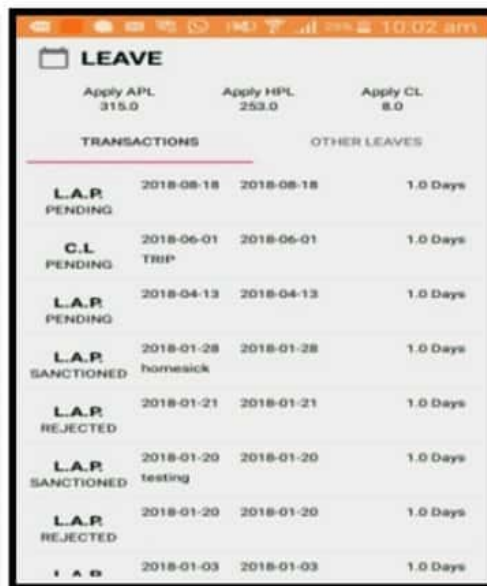 10.02 am
LEAVE
Apply APL Apply HPL Apply CL
315.0 253.0 8.0
TRANSACTIONS OTHER LEAVES
L.A.P. 2018-08-18 2018-08-18 1.0 Days
PENDING
C.L 2018-06-01 2018-06-01 1.0 Days
PENDING TRIP
L.A.P. 2018-04-13 2018-04-13 1.0 Days
PENDING
L.A.P. 2018-01-28 2018-01-28 1.0 Days
SANCTIONED homesick
L.A.P. 2018-01-21 2018-01-21 1.0 Days
REJECTED
L.A.P. 2018-01-20 2018-01-20 1.0 Days
SANCTIONED testing
L.A.P. 2018-01-20 2018-01-20 1.0 Days
REJECTED
2018-01-03 2018-01-03 1.0 Days